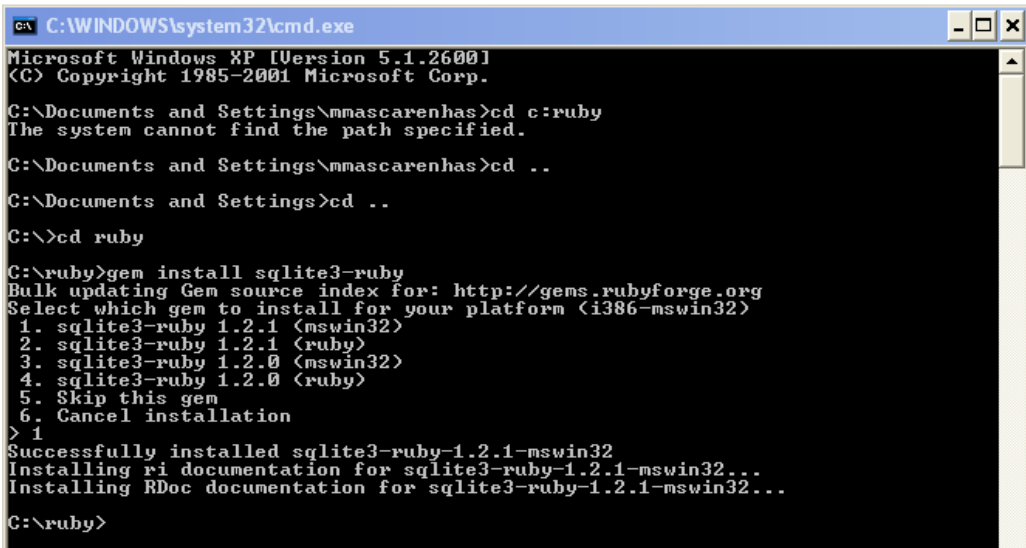 C:\WINDOWS\system32\cmd.exe
Microsoft Windows XP [Version 5.1.2600]
(C) Copyright 1985-2001 Microsoft Corp.
C:\Documents and Settings\mmascarenhas>cd c:ruby
The system cannot find the path specified.
C:\Documents and Settings\mmascarenhas>cd ..
C:\Documents and Settings>cd ..
C:\>cd ruby
C:\ruby>gem install sqlite3-ruby
Bulk updating Gem source index for: http://gems.rubyforge.org
Select which gem to install for your platform (i386-mswin32)
1. sqlite3-ruby 1.2.1 (mswin32)
2. sqlite3-ruby 1.2.1 (ruby)
3. sqlite3-ruby 1.2.0 (mswin32)
4. sqlite3-ruby 1.2.0 (ruby)
5. Skip this gem
6. Cancel installation
> 1
Successfully installed sqlite3-ruby-1.2.1-mswin32
Installing ri documentation for sqlite3-ruby-1.2.1-mswin32...
Installing RDoc documentation for sqlite3-ruby-1.2.1-mswin32...
C:\ruby>